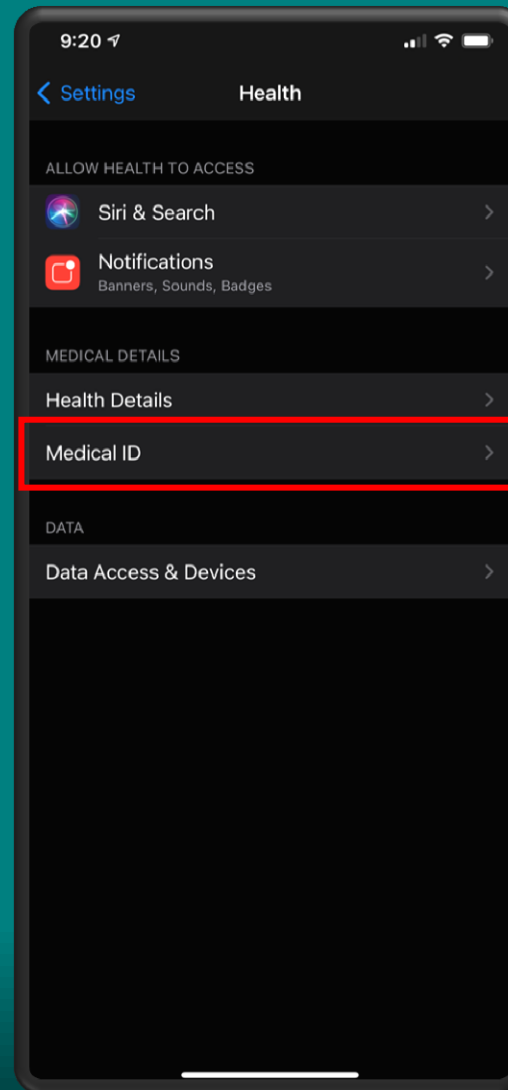 9:20
Settings
Health
ALLOW HEALTH TO ACCESS
Siri & Search
Notifications
Banners, Sounds, Badges
MEDICAL DETAILS
Health Details
Medical ID
DATA
Data Access & Devices